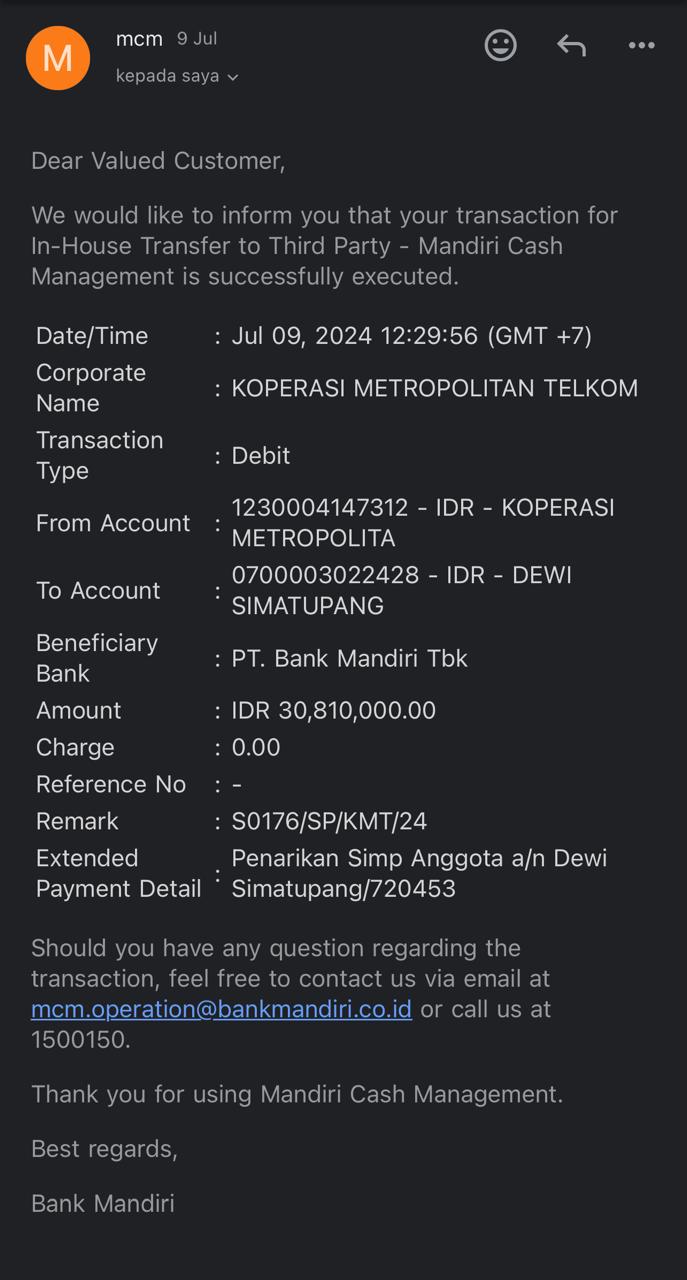 M
mcm 9 Jul
kepada saya
Dear Valued Customer,
We would like to inform you that your transaction for
In-House Transfer to Third Party - Mandiri Cash
Management is successfully executed.
Date/Time : Jul 09, 2024 12:29:56 (GMT +7)
Corporate
Name : KOPERASI METROPOLITAN TELKOM
Transaction
Type : Debit
From Account : 1230004147312 - IDR - KOPERASI
METROPOLITA
To Account : 0700003022428 - IDR - DEWI
SIMATUPANG
Beneficiary
Bank : PT. Bank Mandiri Tbk
Amount : IDR 30,810,000.00
Charge : 0.00
Reference No : -
Remark : S0176/SP/KMT/24
Extended : Penarikan Simp Anggota a/n Dewi
Payment Detail Simatupang/720453
Should you have any question regarding the
transaction, feel free to contact us via email at
mcm.operation@bankmandiri.co.id or call us at
1500150.
Thank you for using Mandiri Cash Management.
Best regards,
Bank Mandiri